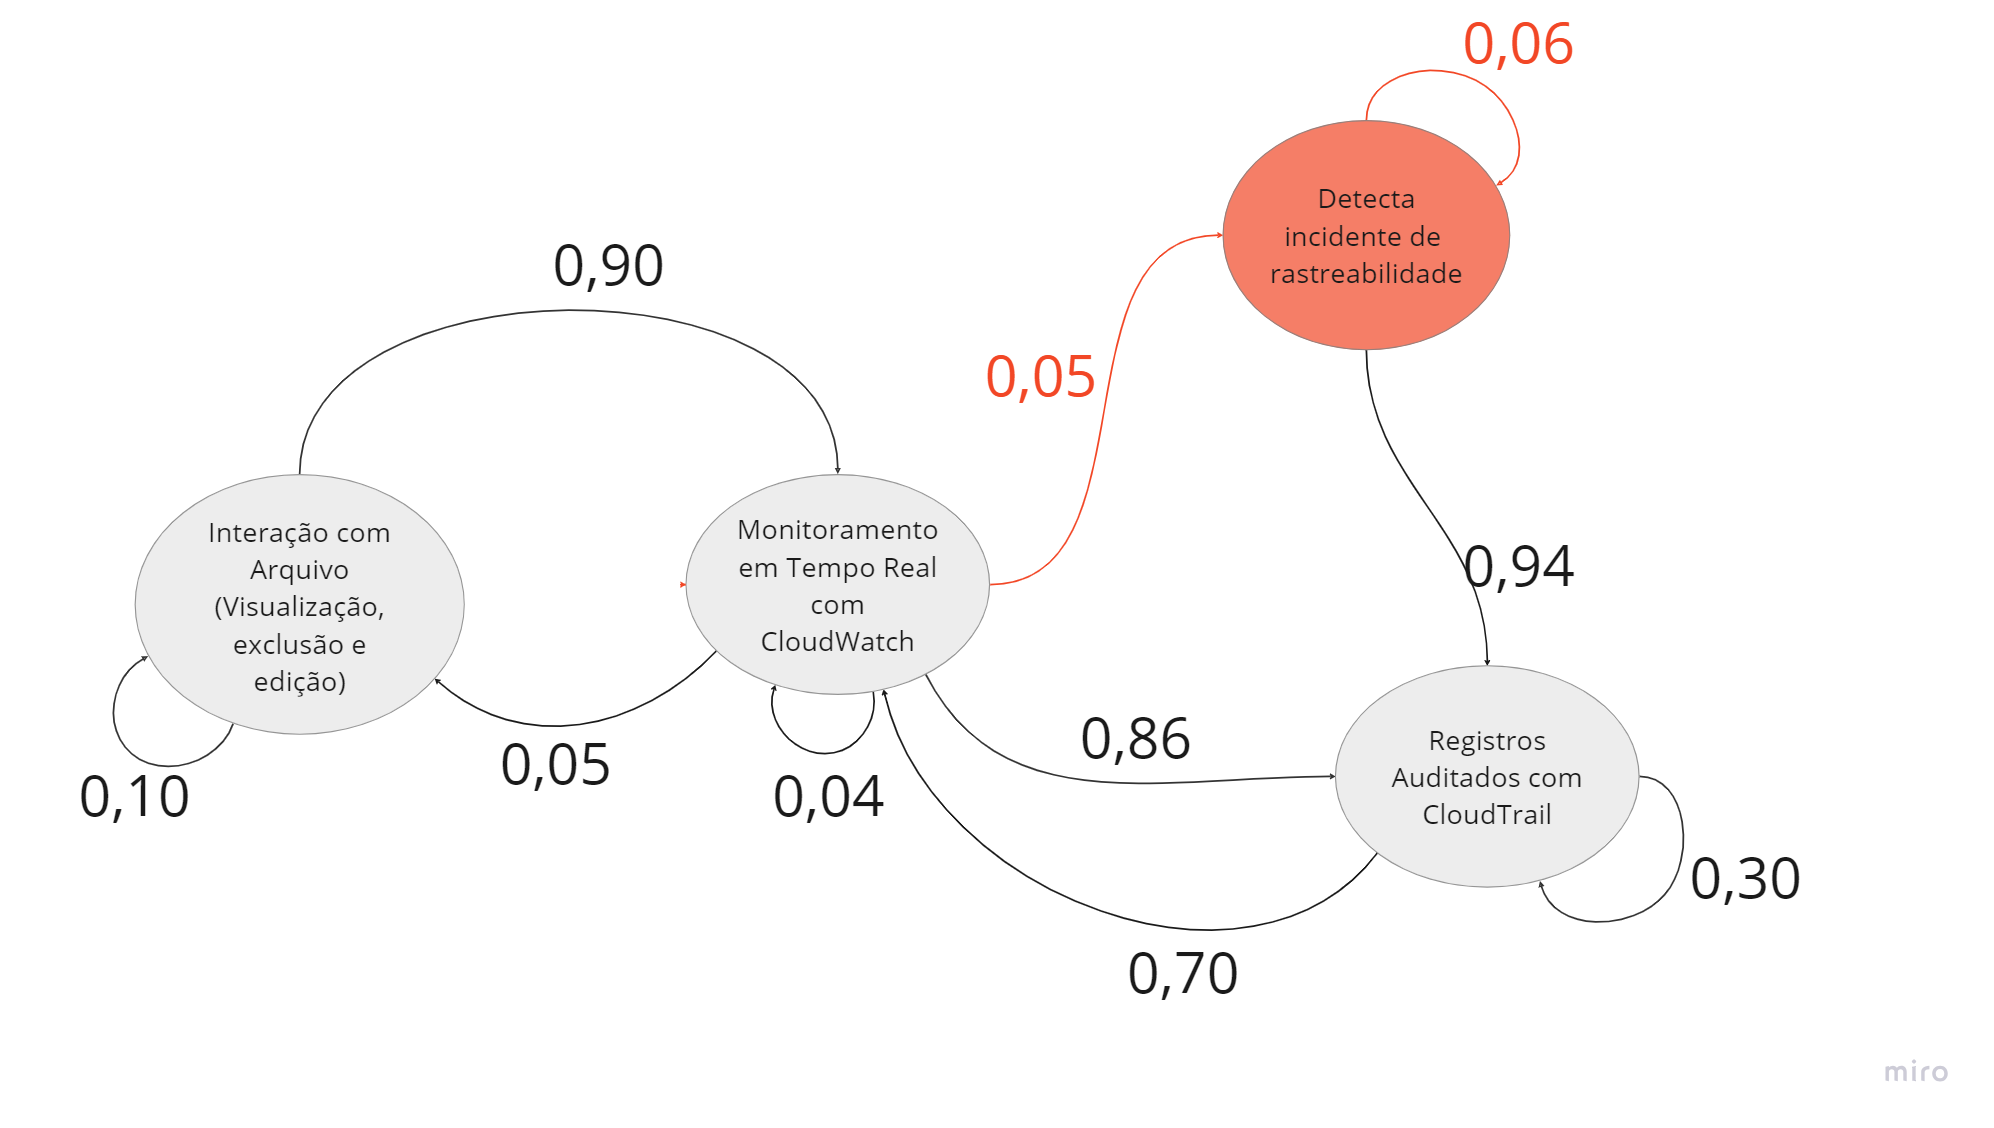 0,06
Detecta
incidente de
rastreabilidade
0,90
0,05
Interação com
Arquivo
(Visualização,
exclusão e
edição)
Monitoramento
em Tempo Real
com
CloudWatch
0,94
0,10
0,05
0,04
0,86
Registros
Auditados com
CloudTrail
0,30
0,70
miro